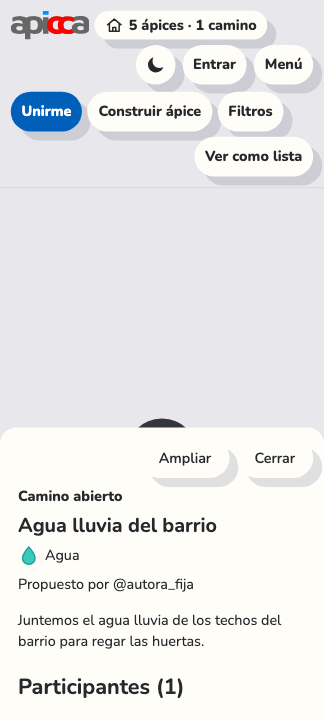 apicca
5 ápices · 1 camino
Entrar
Menú
Unirme
Construir ápice
Filtros
Ver como lista
Ampliar
Cerrar
Camino abierto
Agua lluvia del barrio
Agua
Propuesto por @autora_fija
Juntemos el agua lluvia de los techos del
barrio para regar las huertas.
Participantes (1)